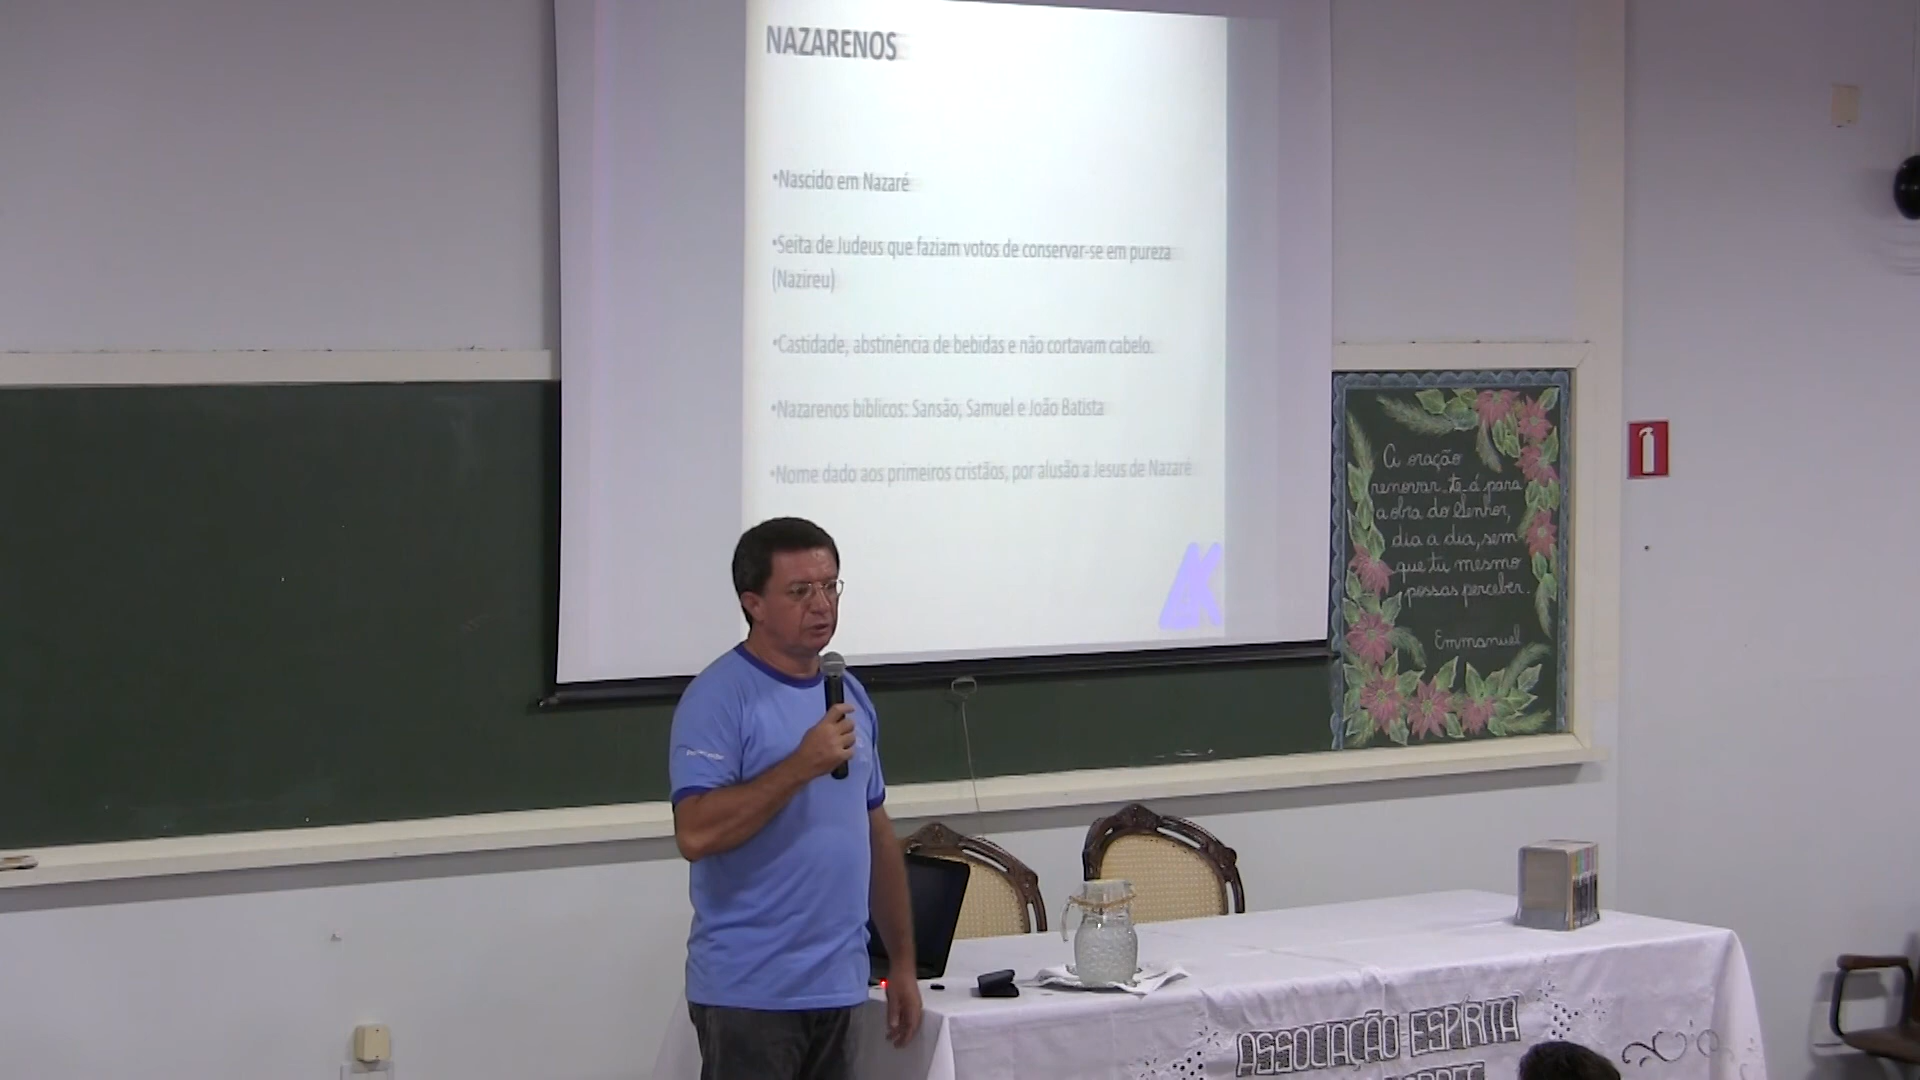 NAZARENOS
•Nascido em Nazaré
•Seita de Judeus que faziam votos de conservar-se em pureza
(Nazireu)
•Castidade, abstinência de bebidas e não cortavam cabelo.
•Nazarenos bíblicos: Sansão, Samuel e João Batista
•Nome dado aos primeiros cristãos, por alusão a Jesus de Nazaré
A oração
renovar-te-á para
a obra do Senhor,
dia a dia, sem
que tu mesmo
possas perceber.
Emmanuel
ASSOCIAÇÃO ESPÍRITA